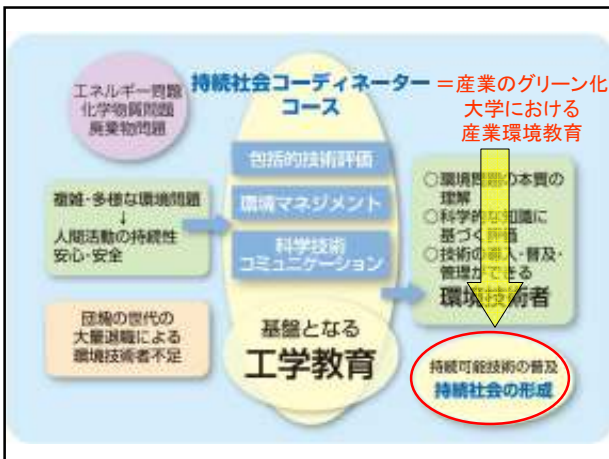 エネルギー問題
化学物質問題
廃棄物問題
持続社会コーディネーター
コース
＝産業のグリーン化
大学における
産業環境教育
包括的技術評価
環境マネジメント
科学技術
コミュニケーション
複雑・多様な環境問題
↓
人間活動の持続性
安心・安全
○環境問題の本質の
理解
○科学的な知識に
基づく評価
○技術の導入・普及・
管理ができる
環境技術者
団塊の世代の
大量退職による
環境技術者不足
基盤となる
工学教育
持続可能技術の普及
持続社会の形成